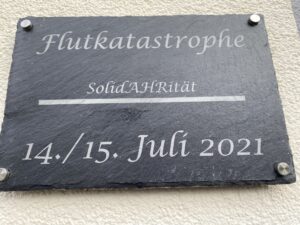 Flutkatastrophe
SolidAHRität
14./15. Juli 2021